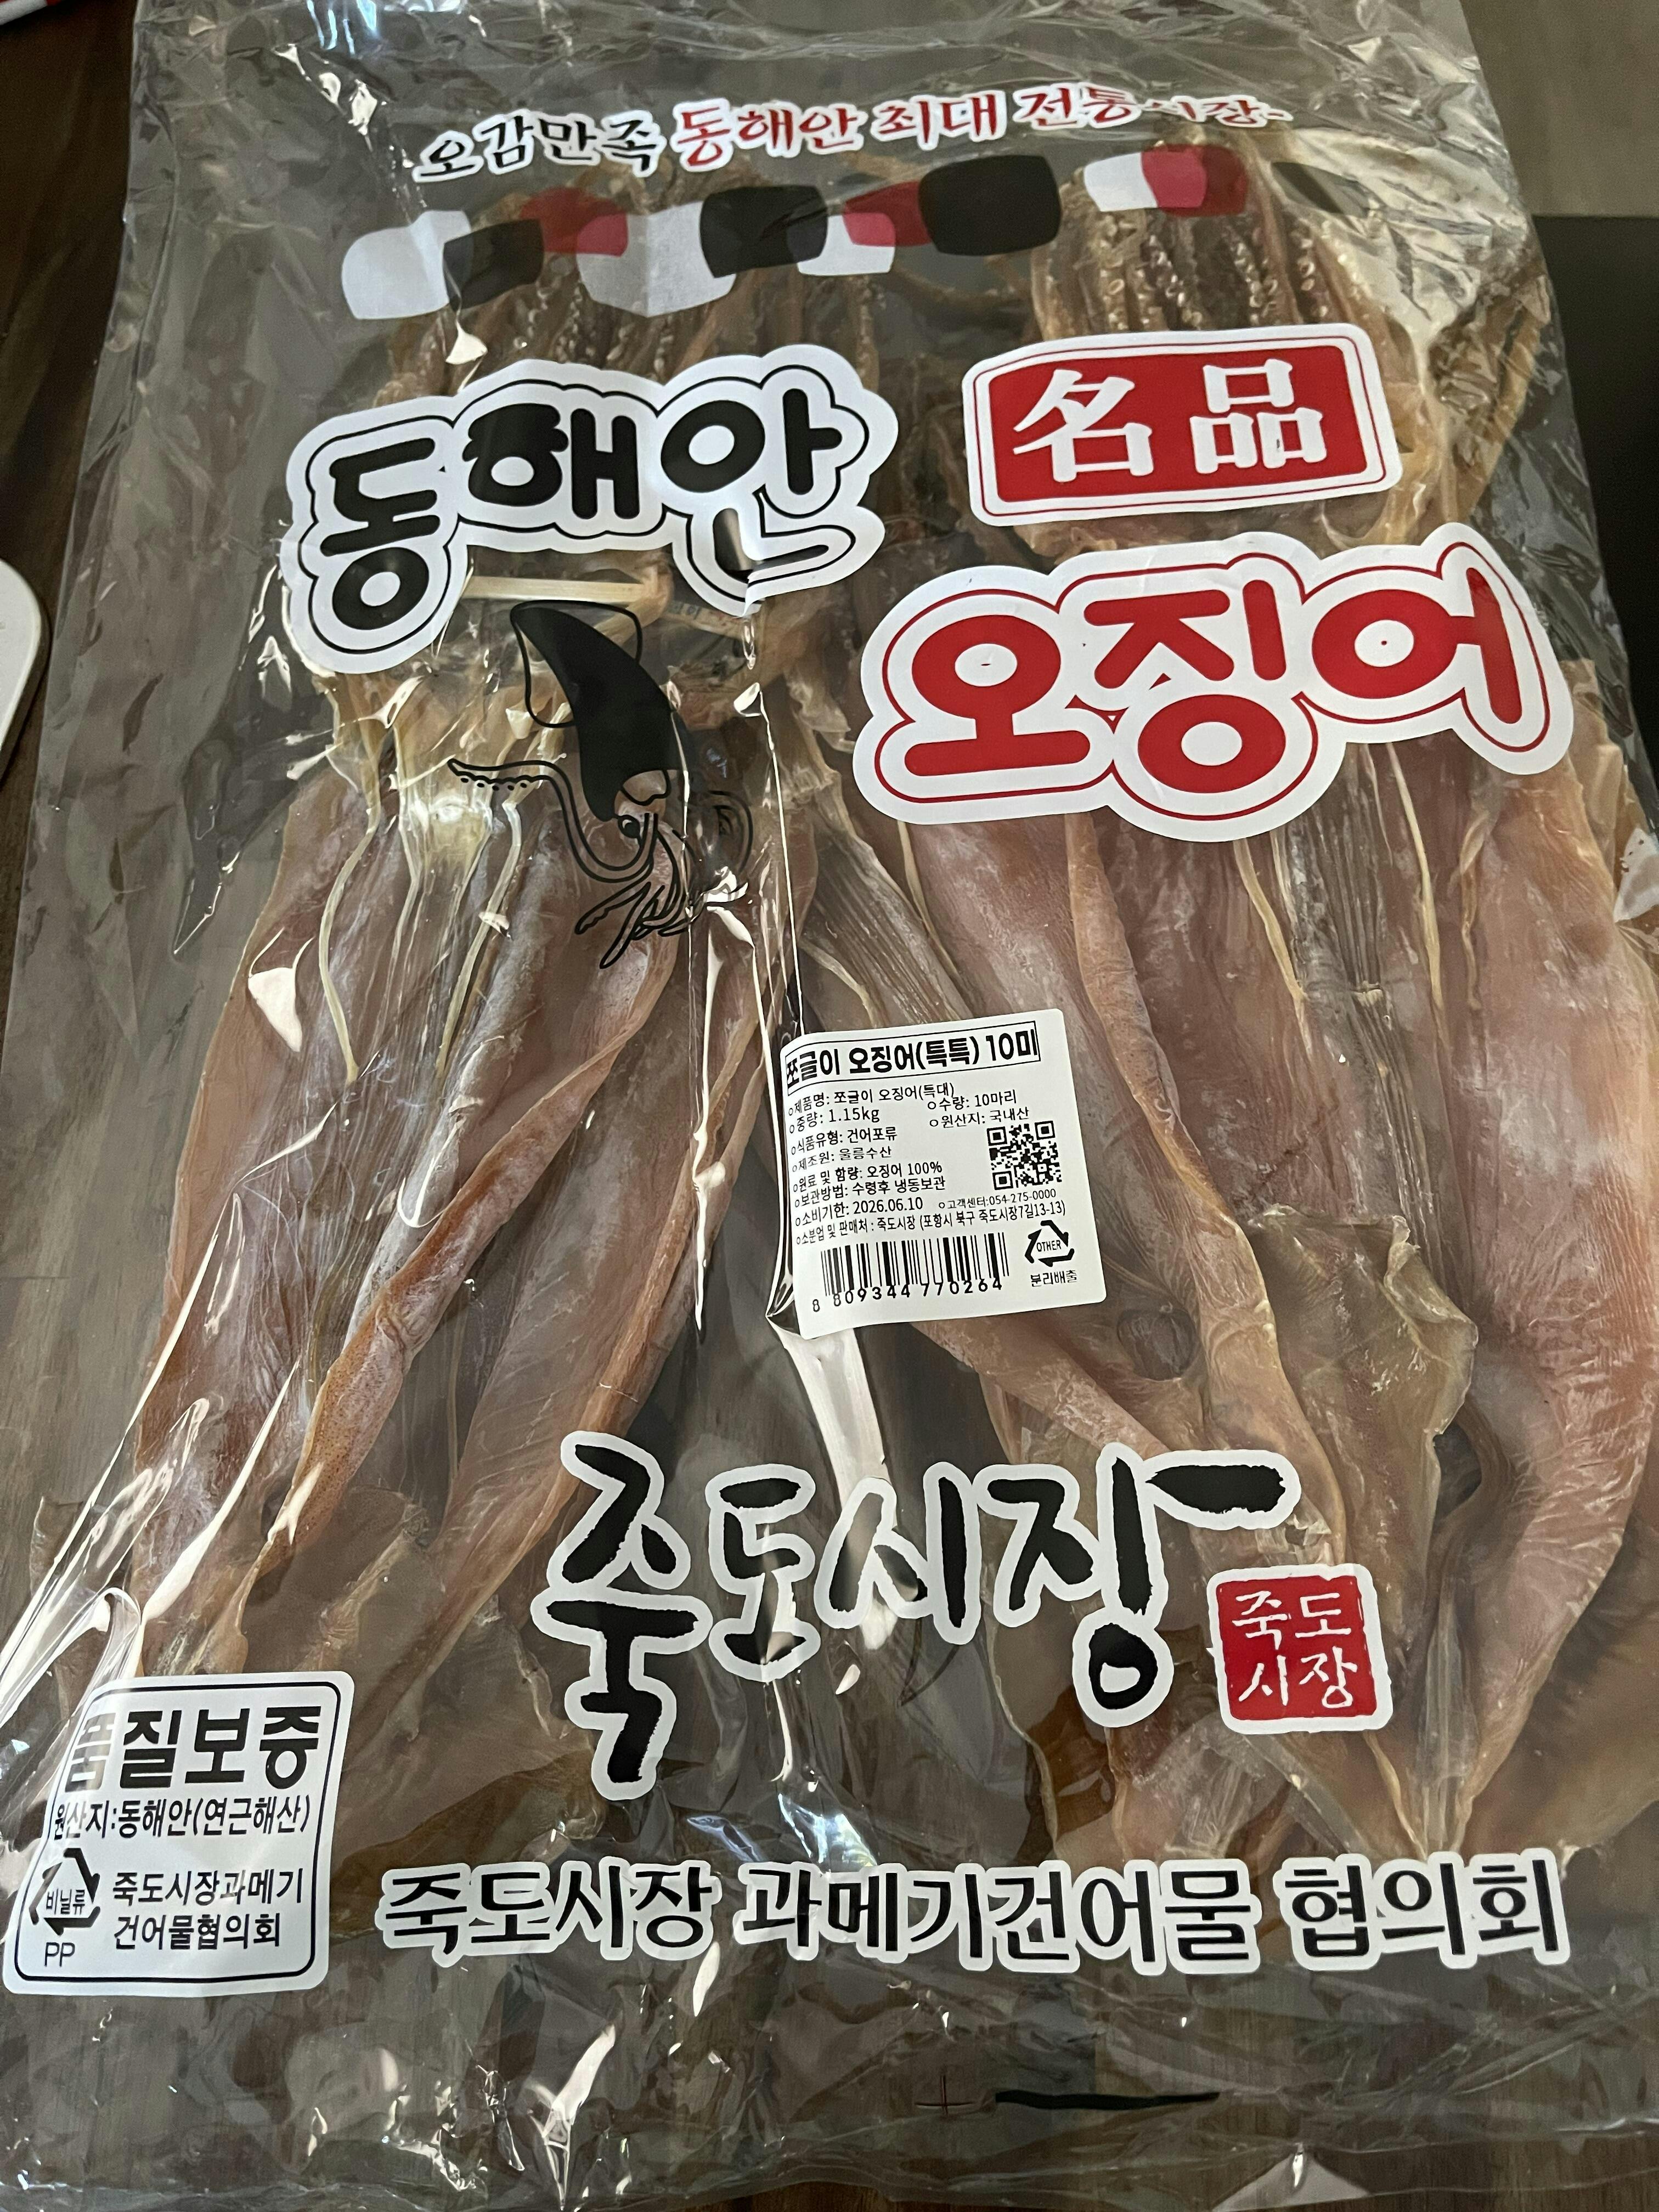 오감만족 동해안 최대 전통시장
동해안
名品
오징어
쪼글이 오징어(특특) 10미
제품명: 쪼글이 오징어(특대)
수량: 10마리
중량: 1.15kg
원산지: 국내산
식품유형: 건어포류
제조원: 울릉수산
원료 및 함량: 오징어 100%
보관방법: 수령후 냉동보관
소비기한: 2026.06.10
고객센터:054-275-0000
소분업 및 판매처 : 죽도시장 (포항시 북구 죽도시장7길13-13)
OTHER
분리배출
8 809344 770264
죽도시장
죽도
시장
품질보증
원산지:동해안(연근해산)
비닐류
PP
죽도시장과메기
건어물협의회
죽도시장 과메기건어물 협의회